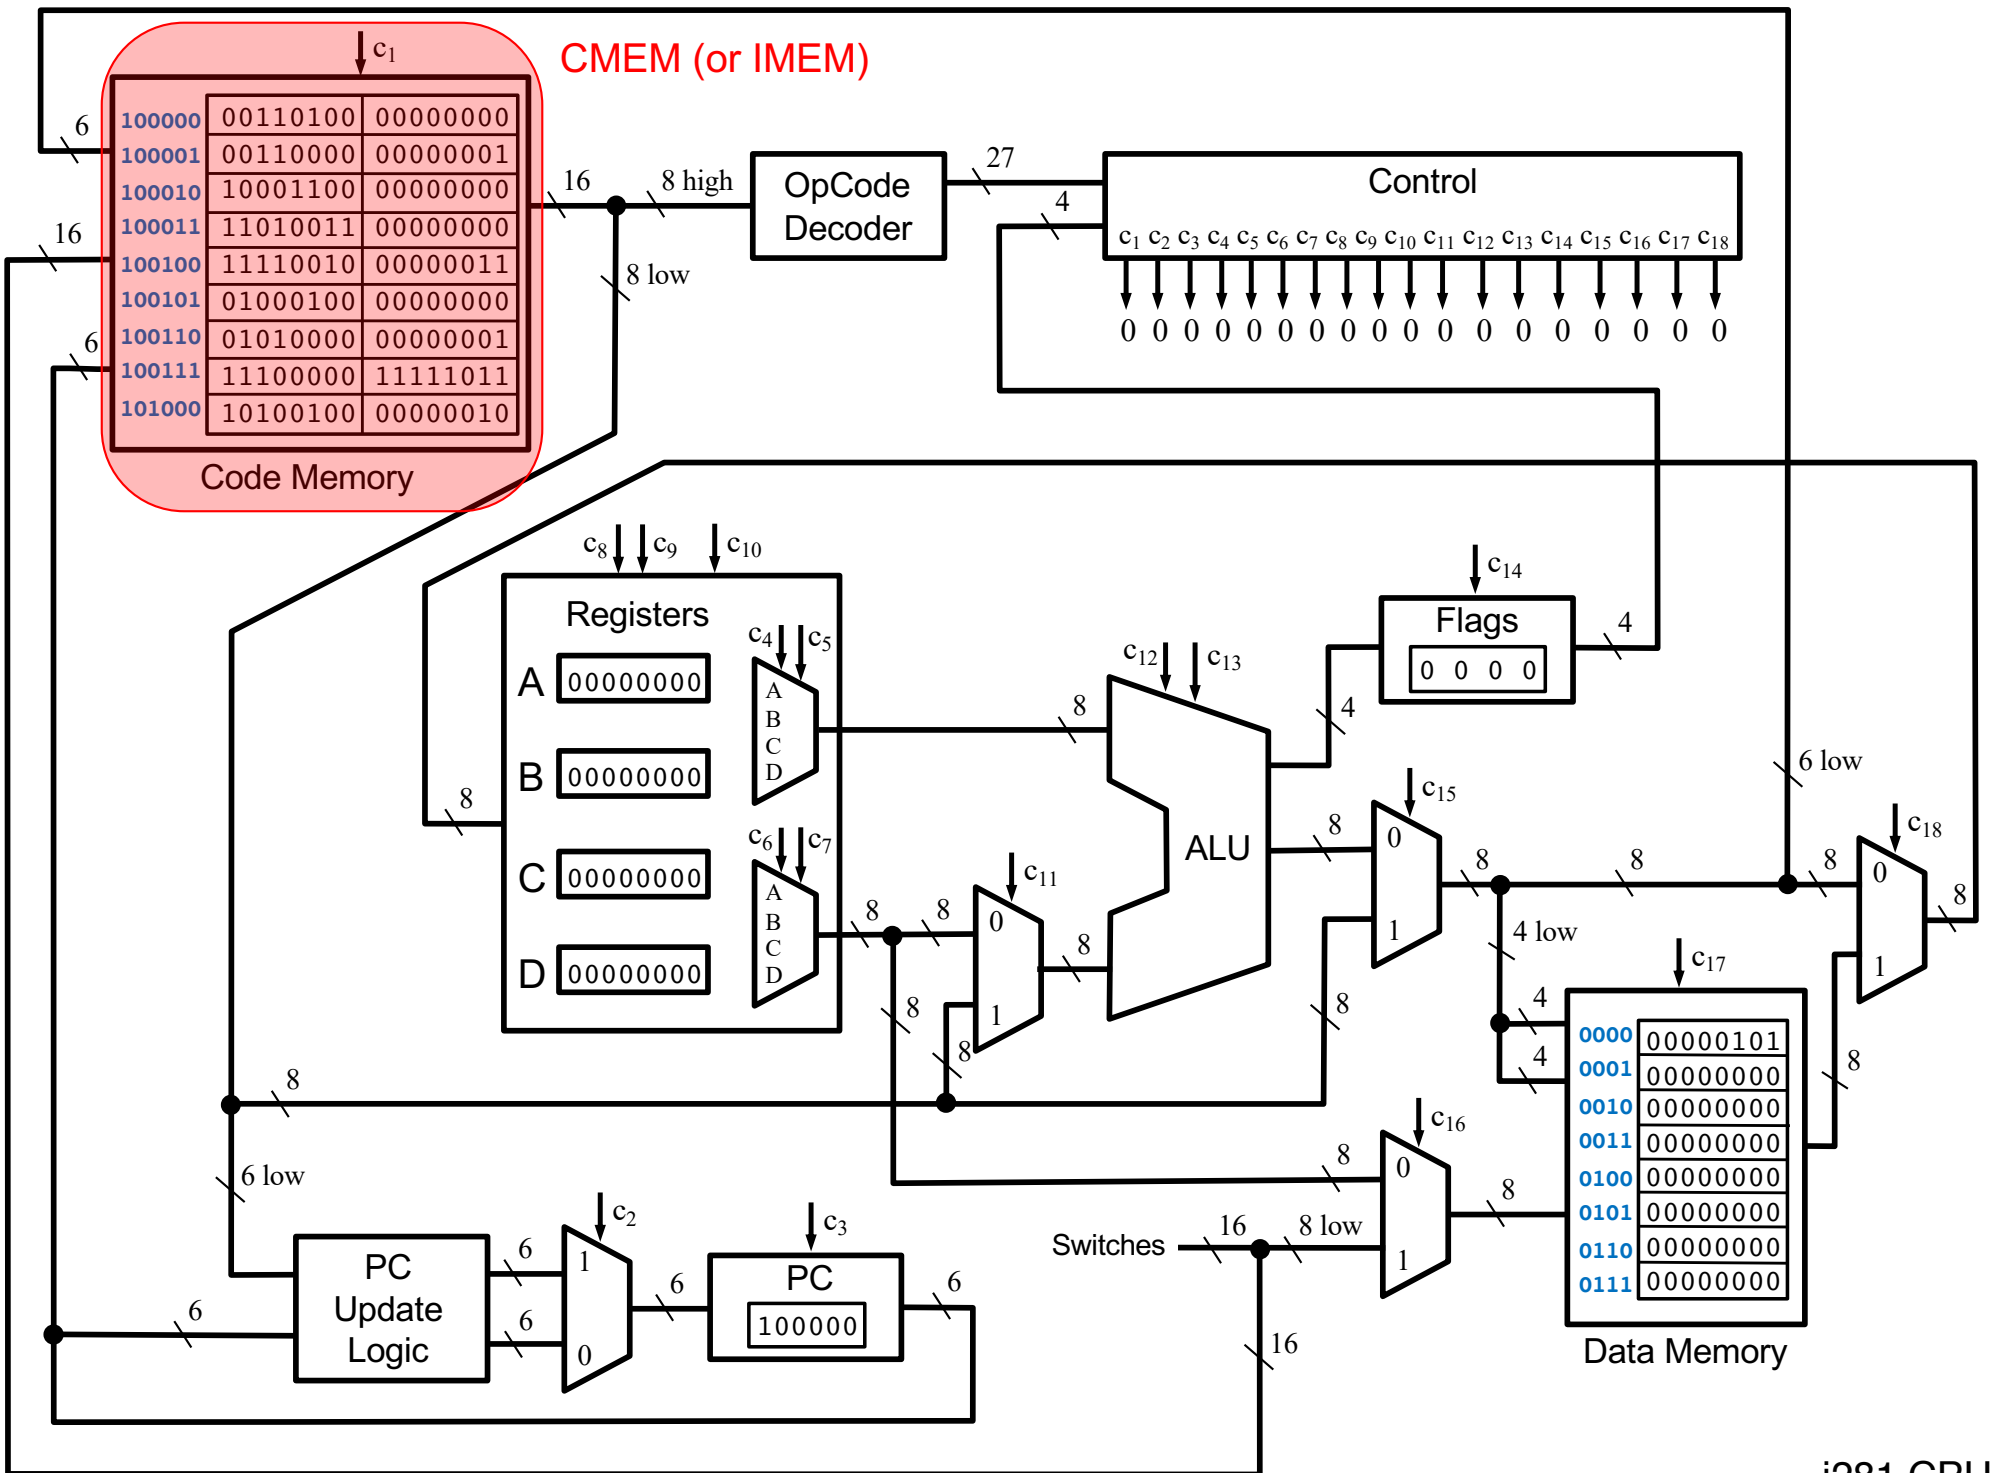 c1
CMEM (or IMEM)
100000 00110100 00000000
100001 00110000 00000001
100010 10001100 00000000
100011 11010011 00000000
100100 11110010 00000011
100101 01000100 00000000
100110 01010000 00000001
100111 11100000 11111011
101000 10100100 00000010
Code Memory
6
16
6
16
8 high
8 low
OpCode
Decoder
27
4
Control
c1 c2 c3 c4 c5 c6 c7 c8 c9 c10 c11 c12 c13 c14 c15 c16 c17 c18
0 0 0 0 0 0 0 0 0 0 0 0 0 0 0 0 0 0
c8 c9 c10
Registers
A 00000000
B 00000000
C 00000000
D 00000000
8
c4 c5
A
B
C
D
c6 c7
A
B
C
D
8
8
8
8
c11
0
1
8
8
c12 c13
ALU
c14
Flags
0 0 0 0
4
4
8
c15
0
1
8
8
8
8
6 low
8
c18
0
1
8
4 low
4
4
c17
0000 00000101
0001 00000000
0010 00000000
0011 00000000
0100 00000000
0101 00000000
0110 00000000
0111 00000000
Data Memory
8
8
c16
0
1
8
8
Switches
16
8 low
16
6 low
6
PC
Update
Logic
6
6
c2
1
0
6
c3
PC
100000
6